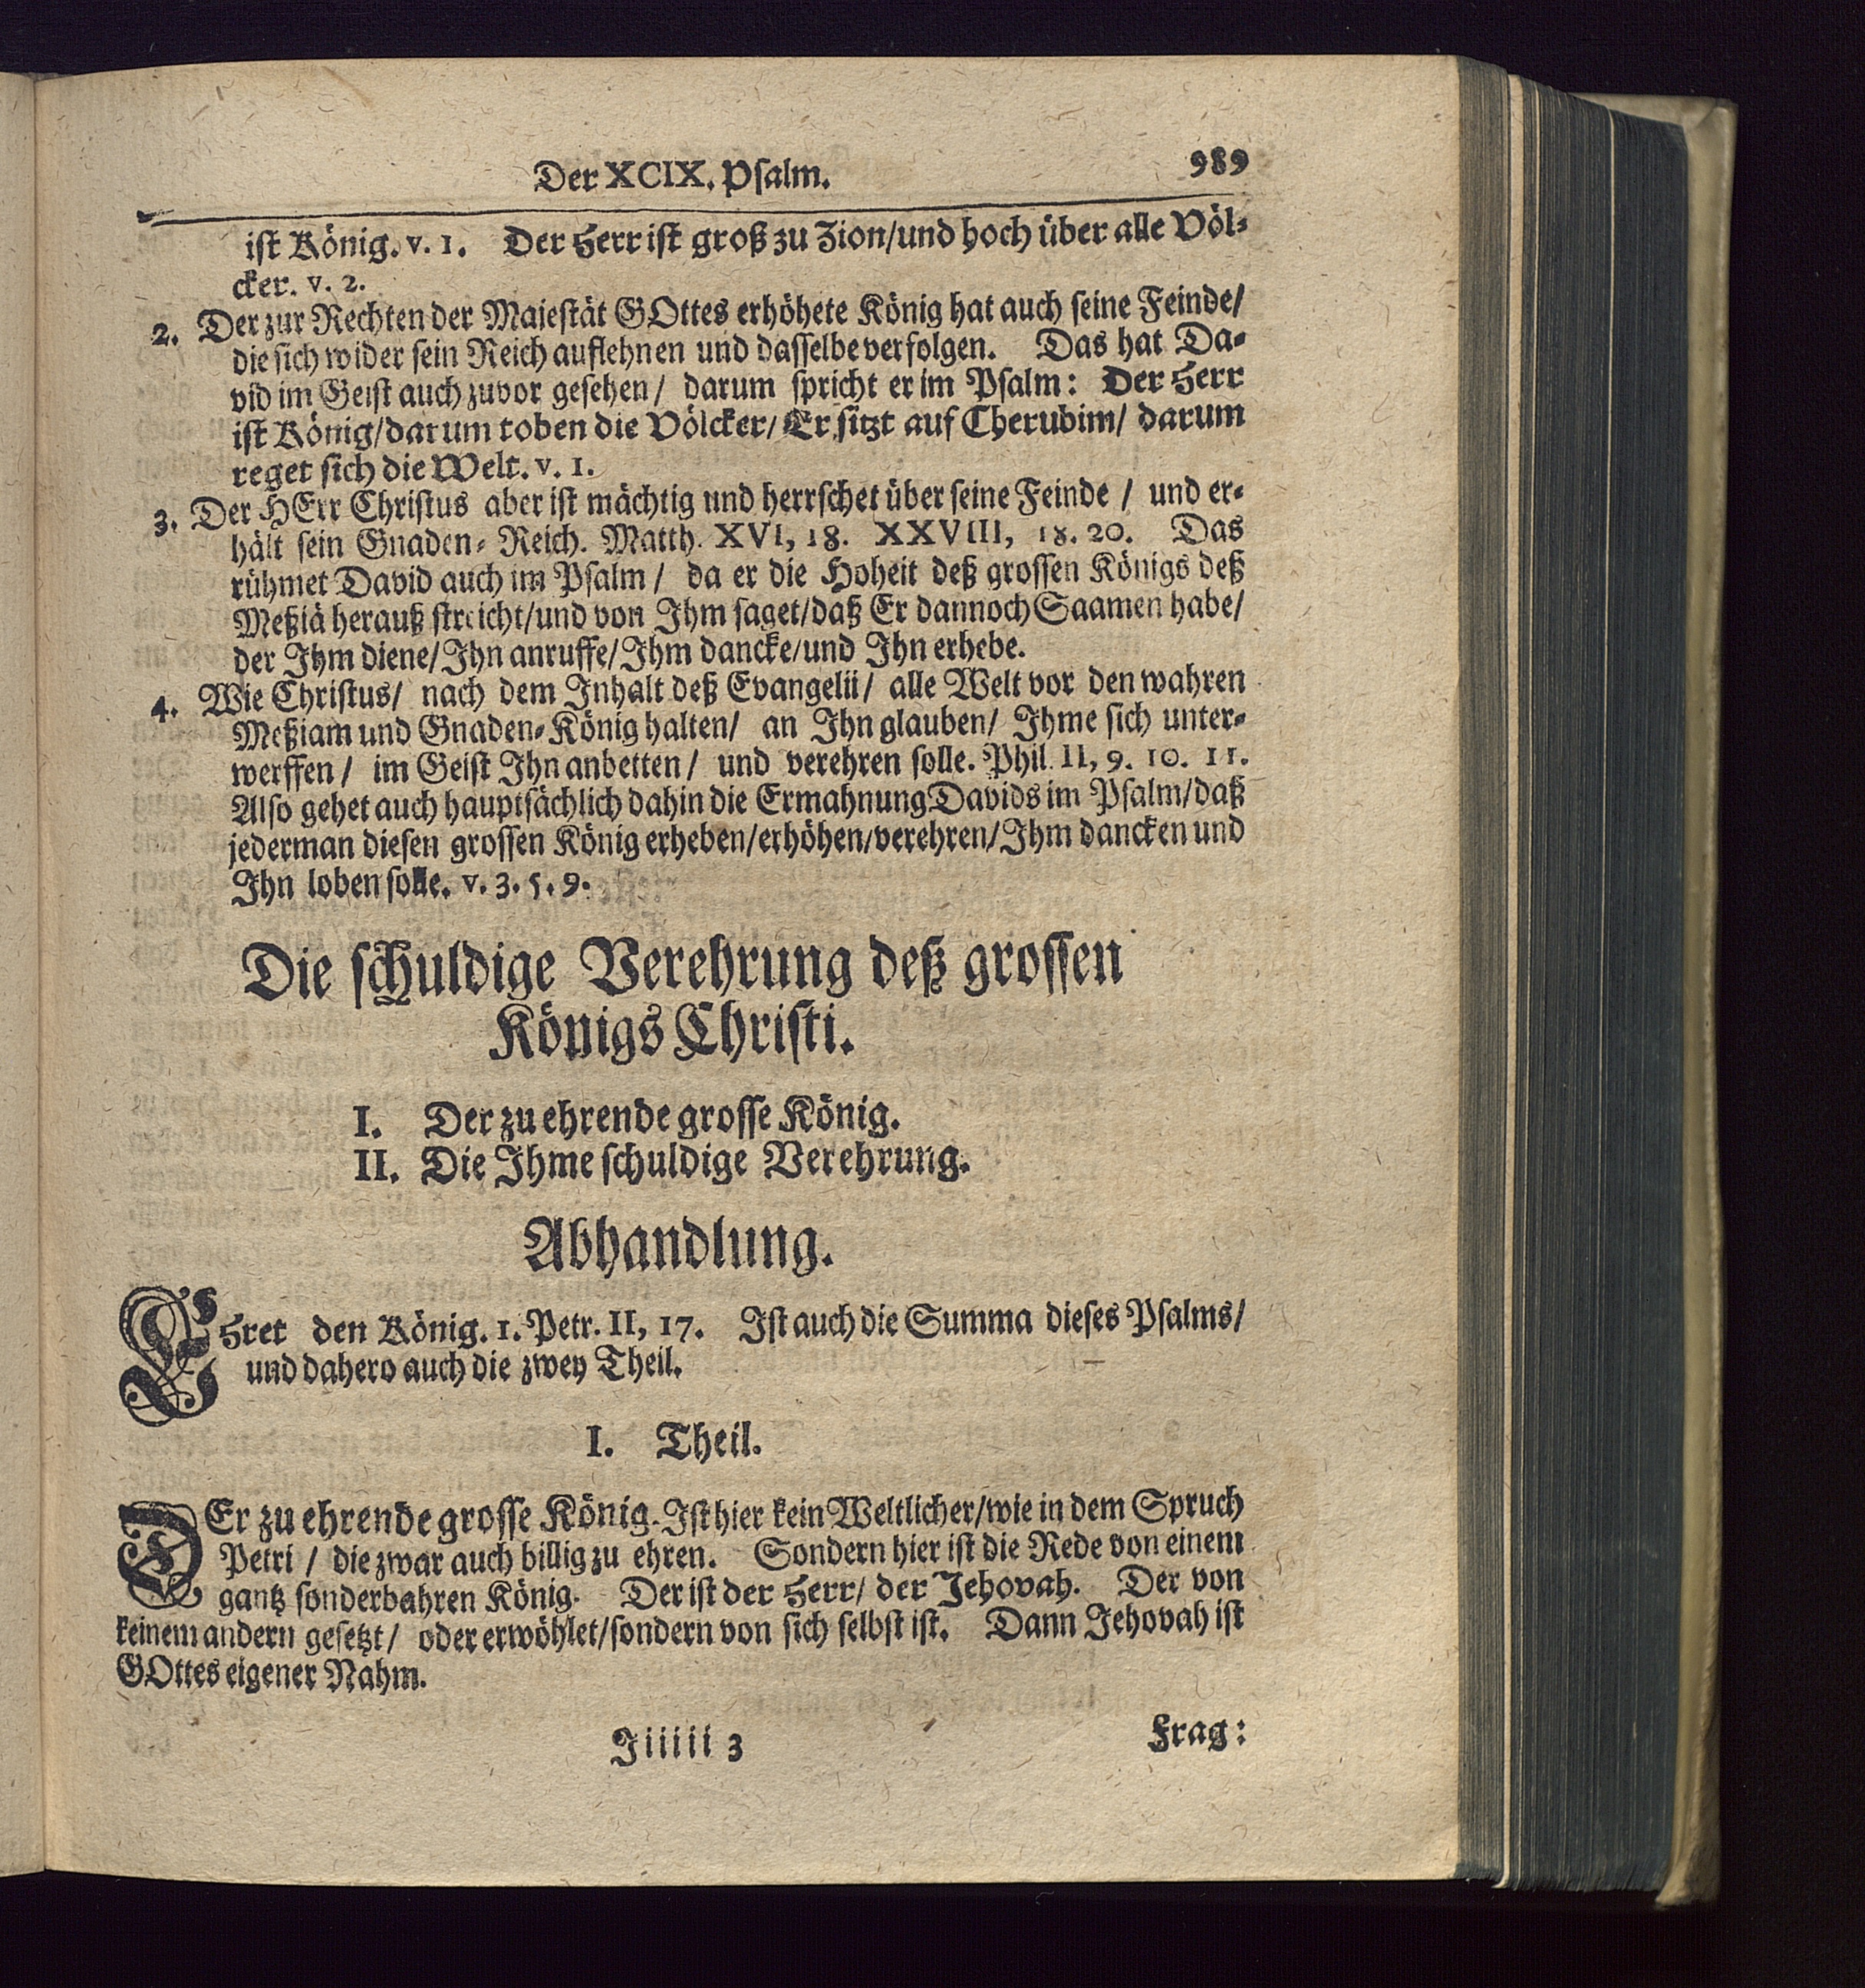 Der XCIX. Psalm. 989
ist König. v. 1. Der Herr ist groß zu Zion/und hoch über alle Völ-
cker. v. 2.
2. Der zur Rechten der Majestät GOttes erhöhete König hat auch seine Feinde/
die sich wider sein Reich auflehnen und dasselbe verfolgen. Das hat Da-
vid im Geist auch zuvor gesehen/ darum spricht er im Psalm: Der Herr
ist König/darum toben die Völcker/ Er sitzt auf Cherubim/ darum
reget sich die Welt. v. 1.
3. Der HErr Christus aber ist mächtig und herrschet über seine Feinde / und er-
hält sein Gnaden-Reich. Matth. XVI, 18. XXVIII, 18. 20. Das
rühmet David auch im Psalm / da er die Hoheit deß grossen Königs deß
Meßiä herauß streicht/und von Ihm saget/daß Er dannoch Saamen habe/
der Ihm diene/Ihn anruffe/Ihm dancke/und Ihn erhebe.
4. Wie Christus/ nach dem Inhalt deß Evangelii/ alle Welt vor den wahren
Meßiam und Gnaden-König halten/ an Ihn glauben/ Ihme sich unter-
werffen / im Geist Ihn anbetten/ und verehren solle. Phil. II, 9. 10. 11.
Also gehet auch hauptsächlich dahin die Ermahnung Davids im Psalm/daß
jederman diesen grossen König erheben/erhöhen/verehren/Ihm dancken und
Ihn loben solle. v. 3. 5. 9.
Die schuldige Verehrung deß grossen
Königs Christi.
I. Der zu ehrende grosse König.
II. Die Ihme schuldige Verehrung.
Abhandlung.
EHret den König. 1. Petr. II, 17. Ist auch die Summa dieses Psalms/
und dahero auch die zwey Theil.
I. Theil.
DEr zu ehrende grosse König. Ist hier kein Weltlicher/wie in dem Spruch
Petri / die zwar auch billig zu ehren. Sondern hier ist die Rede von einem
gantz sonderbahren König. Der ist der Herr/ der Jehovah. Der von
keinem andern gesetzt/ oder erwöhlet/sondern von sich selbst ist. Dann Jehovah ist
GOttes eigener Nahm.
Jiiiiii 3 Frag: